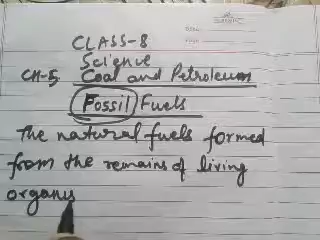 CLASS-8
Science
CH-5 Coal and Petroleum
Fossil Fuels
The natural fuels formed
from the remains of living
organis